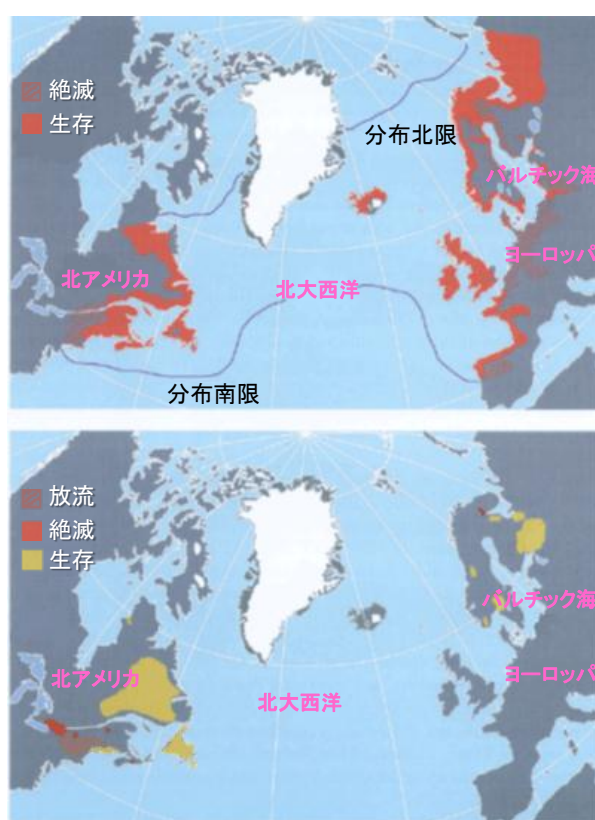 絶滅
生存
分布北限
バルチック海
ヨーロッパ
北アメリカ
北大西洋
分布南限
放流
絶滅
生存
バルチック海
北アメリカ
ヨーロッパ
北大西洋